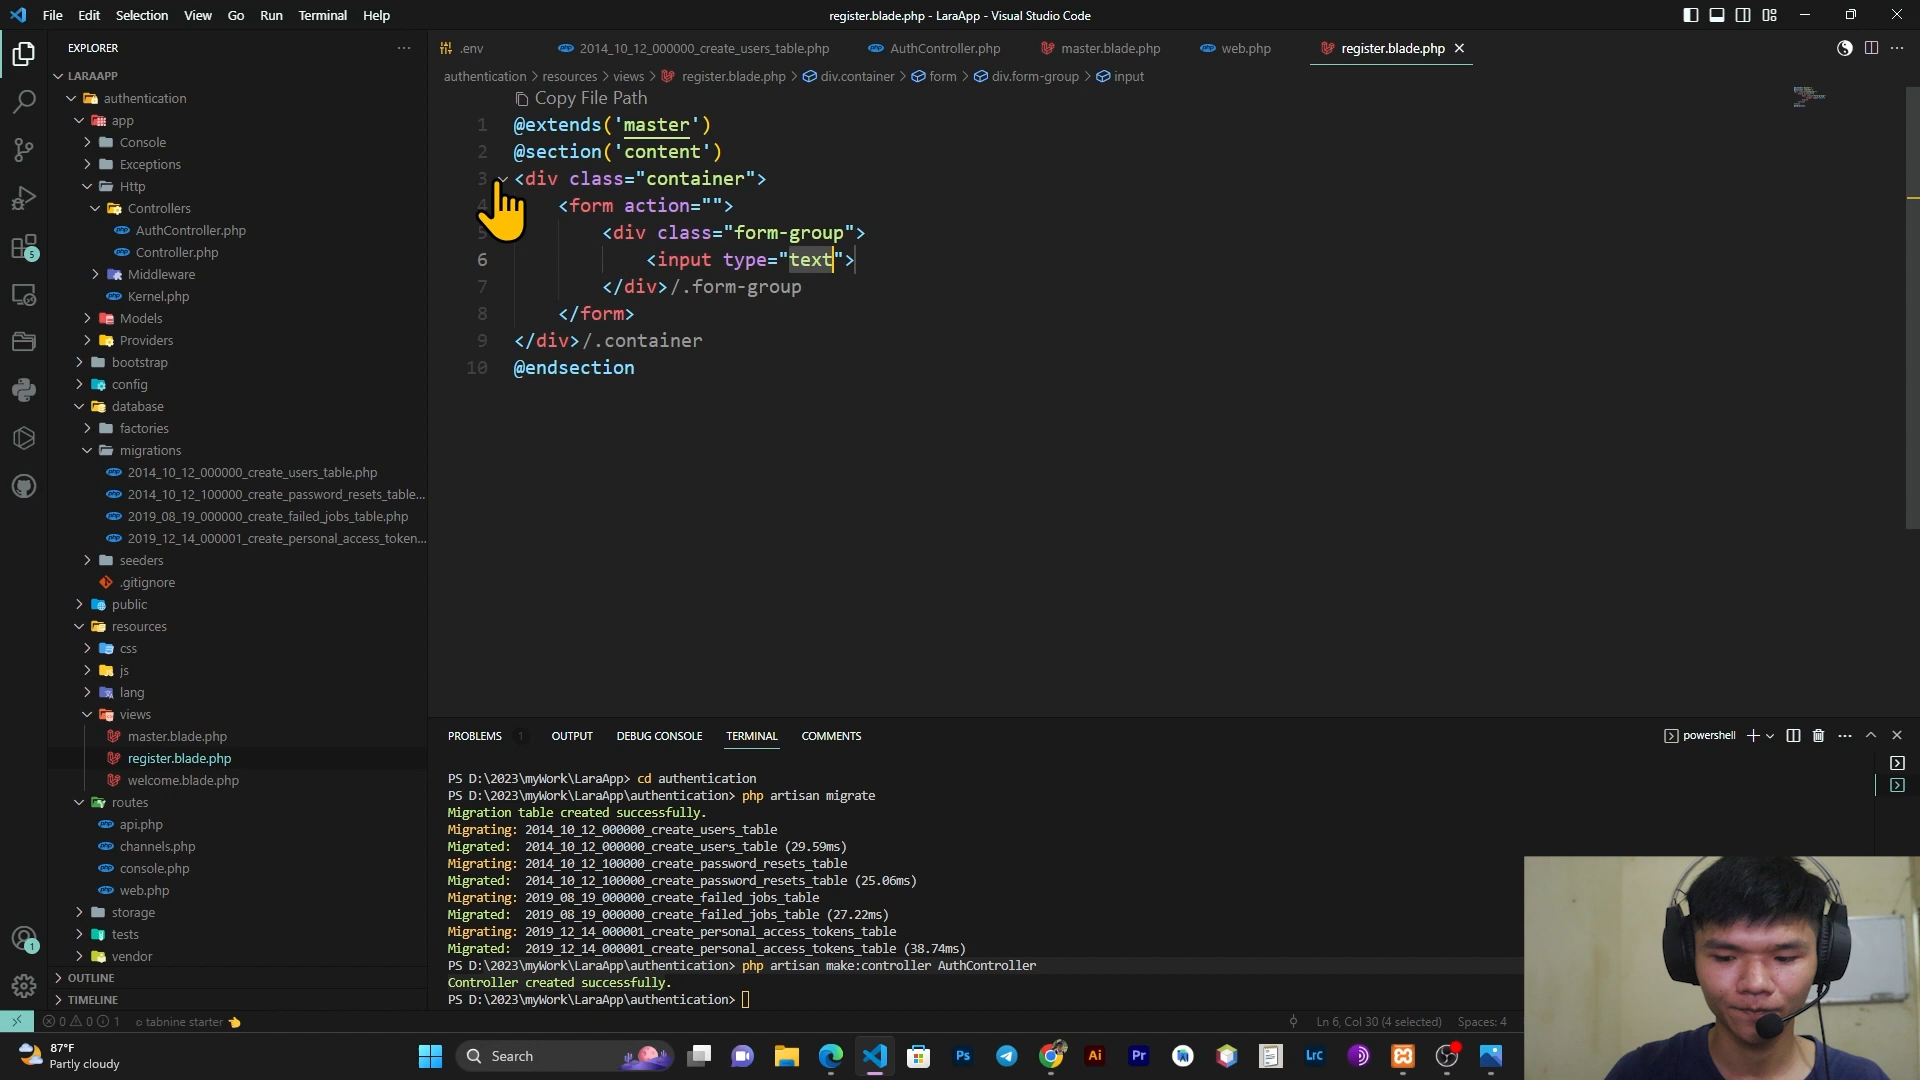 File Edit Selection View Go Run Terminal Help
register.blade.php - LaraApp - Visual Studio Code
EXPLORER
LARAAPP
authentication
app
Console
Exceptions
Http
Controllers
AuthController.php
Controller.php
Middleware
Kernel.php
Models
Providers
bootstrap
config
database
factories
migrations
2014_10_12_000000_create_users_table.php
2014_10_12_100000_create_password_resets_table...
2019_08_19_000000_create_failed_jobs_table.php
2019_12_14_000001_create_personal_access_token...
seeders
.gitignore
public
resources
css
js
lang
views
master.blade.php
register.blade.php
welcome.blade.php
routes
api.php
channels.php
console.php
web.php
storage
tests
vendor
OUTLINE
TIMELINE
5
1
.env 2014_10_12_000000_create_users_table.php AuthController.php master.blade.php web.php register.blade.php
authentication > resources > views > register.blade.php > div.container > form > div.form-group > input
Copy File Path
1 @extends('master')
2 @section('content')
3 <div class="container">
4 <form action="">
5 <div class="form-group">
6 <input type="text">
7 </div>/.form-group
8 </form>
9 </div>/.container
10 @endsection
PROBLEMS 1 OUTPUT DEBUG CONSOLE TERMINAL COMMENTS
powershell
PS D:\2023\myWork\LaraApp> cd authentication
PS D:\2023\myWork\LaraApp\authentication> php artisan migrate
Migration table created successfully.
Migrating: 2014_10_12_000000_create_users_table
Migrated: 2014_10_12_000000_create_users_table (29.59ms)
Migrating: 2014_10_12_100000_create_password_resets_table
Migrated: 2014_10_12_100000_create_password_resets_table (25.06ms)
Migrating: 2019_08_19_000000_create_failed_jobs_table
Migrated: 2019_08_19_000000_create_failed_jobs_table (27.22ms)
Migrating: 2019_12_14_000001_create_personal_access_tokens_table
Migrated: 2019_12_14_000001_create_personal_access_tokens_table (38.74ms)
PS D:\2023\myWork\LaraApp\authentication> php artisan make:controller AuthController
Controller created successfully.
PS D:\2023\myWork\LaraApp\authentication>
0 0 1 tabnine starter
Ln 6, Col 30 (4 selected) Spaces: 4
87°F
Partly cloudy
Search
Ps
Ai
Pr
LrC